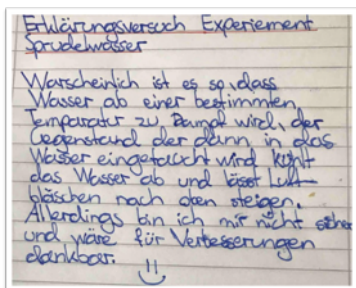 Erklärungsversuch Experiement
Sprudelwasser
Warscheinlich ist es so, dass
Wasser ab einer bestimmten
Temperatur zu Dampf wird, der
Gegenstand der dann in das
Wasser eingetaucht wird kühlt
das Wasser ab und lässt Luft-
bläschen nach oben steigen.
Allerdings bin ich mir nicht sicher
und wäre für Verbesserungen
dankbar.